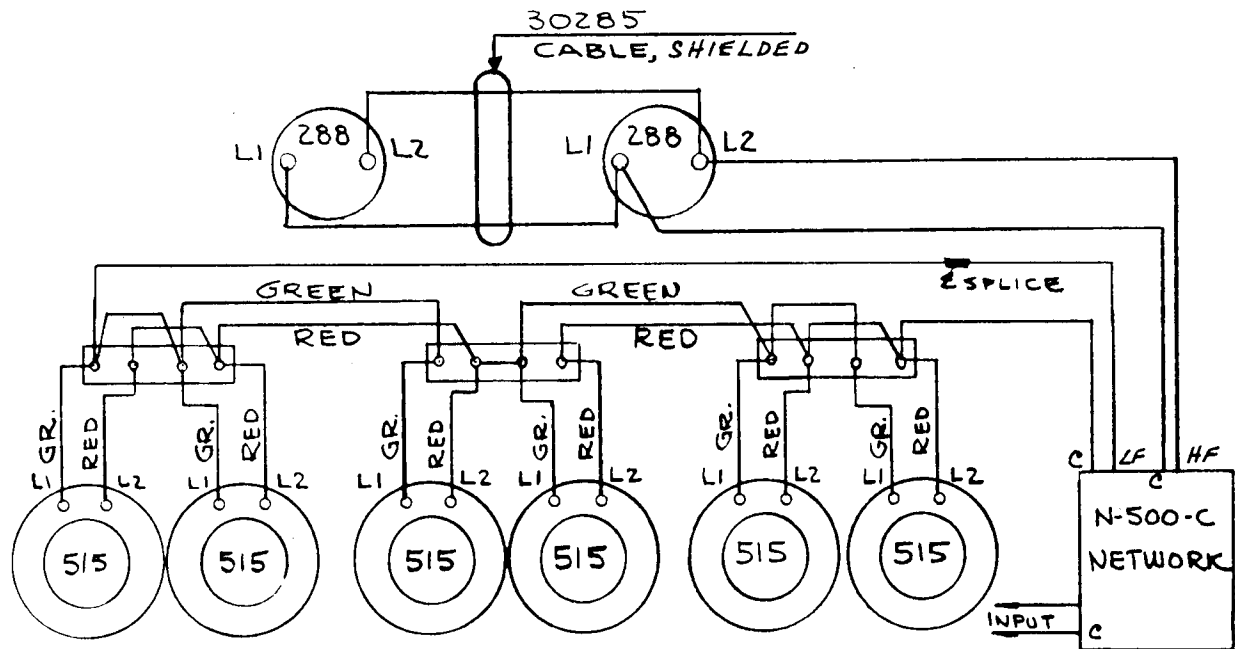 30285
CABLE, SHIELDED
L1 288 L2
L1 288 L2
SPLICE
GREEN GREEN
RED RED
GR. RED GR. RED GR. RED GR. RED GR. RED GR. RED
L1 L2 L1 L2 L1 L2 L1 L2 L1 L2 L1 L2
C LF C HF
515 515 515 515 515 515
N-500-C
NETWORK
INPUT
C